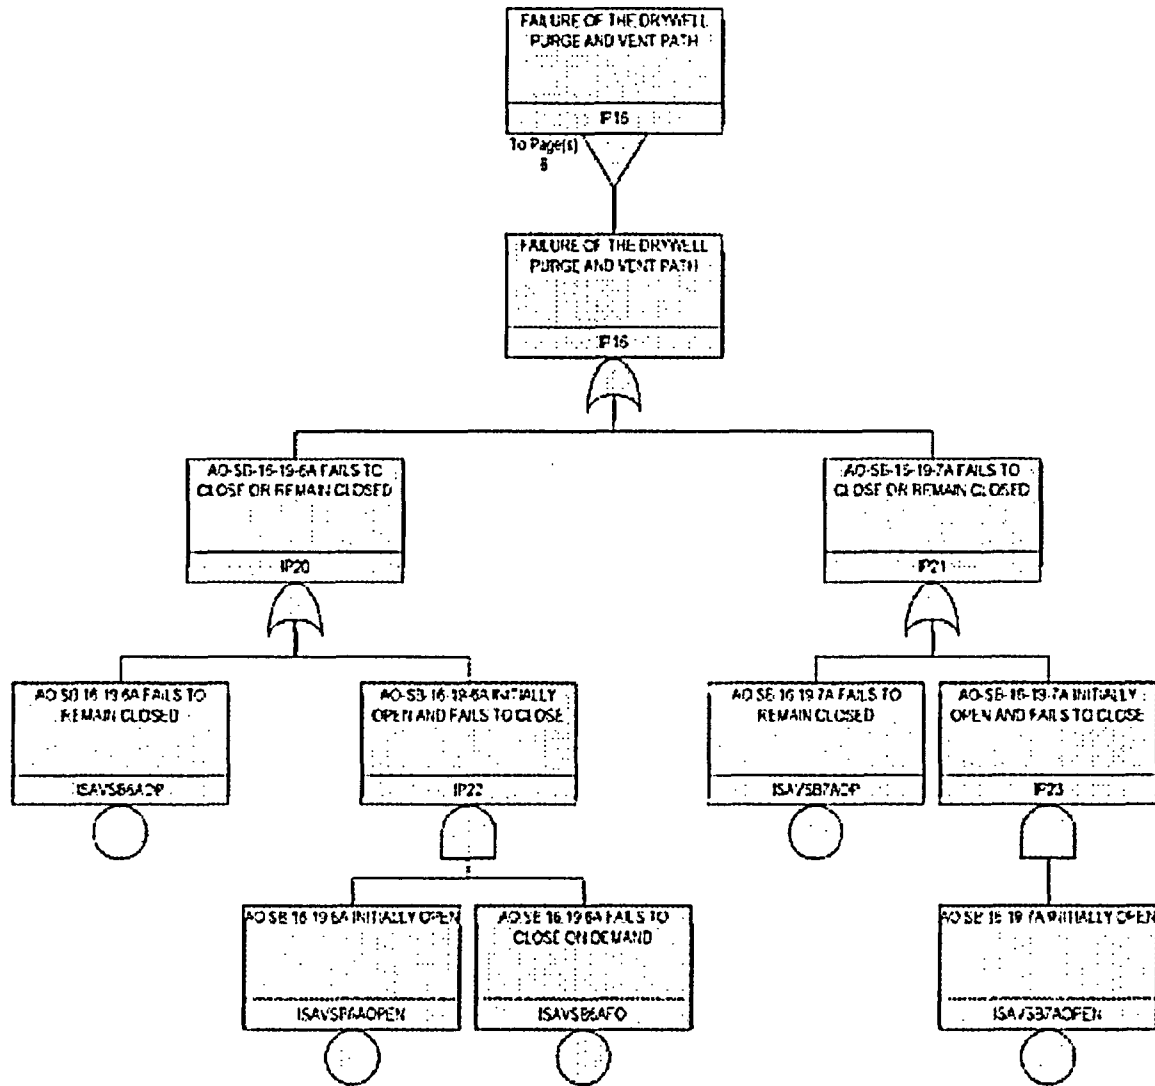 FAILURE OF THE DRYWELL
PURGE AND VENT PATH
IP16
To Page(s)
FAILURE OF THE DRYWELL
PURGE AND VENT PATH
IP16
AO-SB-16-19-6A FAILS TO
CLOSE OR REMAIN CLOSED
IP20
AO-SB-16-19-7A FAILS TO
CLOSE OR REMAIN CLOSED
IP21
AO-SB-16-19-6A FAILS TO
REMAIN CLOSED
ISAVSB6AOP
AO-SB-16-19-6A INITIALLY
OPEN AND FAILS TO CLOSE
IP22
AO-SB-16-19-7A FAILS TO
REMAIN CLOSED
ISAVSB7AOP
AO-SB-16-19-7A INITIALLY
OPEN AND FAILS TO CLOSE
IP23
AO-SB-16-19-6A INITIALLY OPEN
ISAVSB6AOPEN
AO-SB-16-19-6A FAILS TO
CLOSE ON DEMAND
ISAVSB6AFO
AO-SB-16-19-7A INITIALLY OPEN
ISAVSB7AOPEN